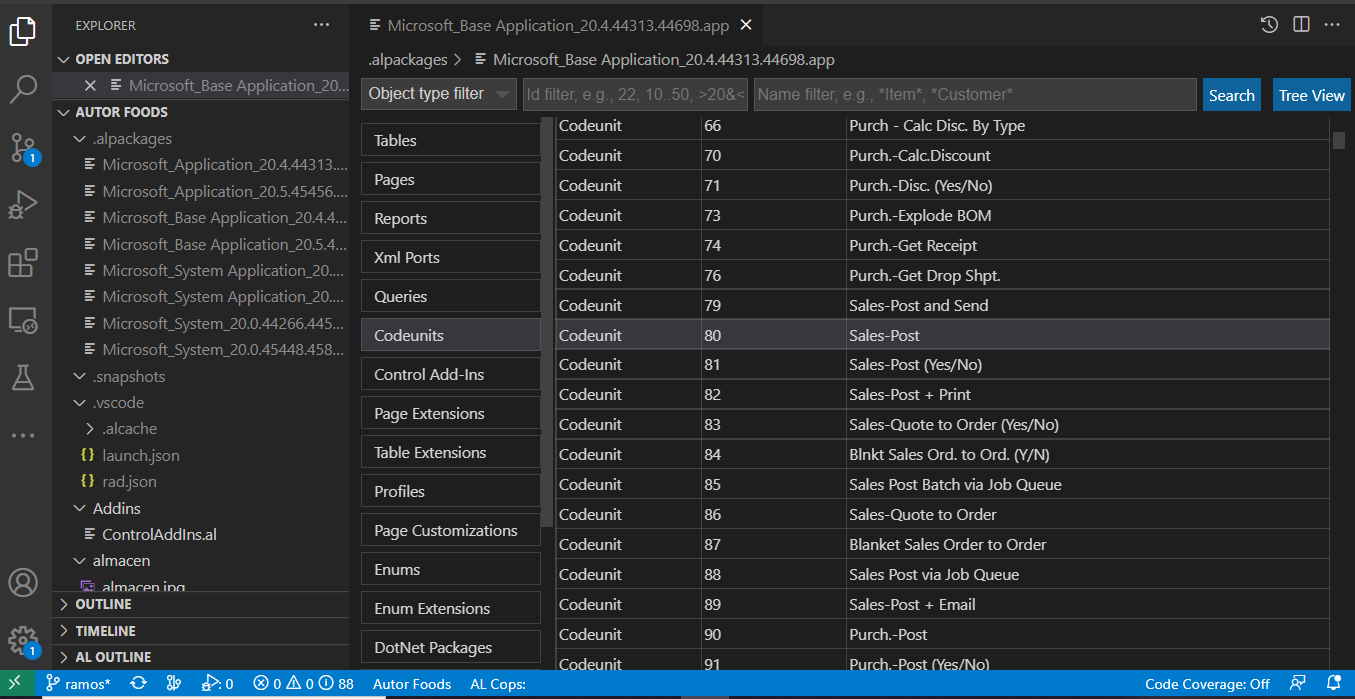 EXPLORER
OPEN EDITORS
Microsoft_Base Application_20...
AUTOR FOODS
.alpackages
Microsoft_Application_20.4.44313....
Microsoft_Application_20.5.45456....
Microsoft_Base Application_20.4.4...
Microsoft_Base Application_20.5.4...
Microsoft_System Application_20....
Microsoft_System Application_20....
Microsoft_System_20.0.44266.445...
Microsoft_System_20.0.45448.458...
.snapshots
.vscode
.alcache
{} launch.json
{} rad.json
Addins
ControlAddIns.al
almacen
almacen.jpg
OUTLINE
TIMELINE
AL OUTLINE
1
1
Microsoft_Base Application_20.4.44313.44698.app
.alpackages > Microsoft_Base Application_20.4.44313.44698.app
Object type filter Id filter, e.g., 22, 10..50, >20&< Name filter, e.g., *Item*, *Customer* Search Tree View
Tables
Pages
Reports
Xml Ports
Queries
Codeunits
Control Add-Ins
Page Extensions
Table Extensions
Profiles
Page Customizations
Enums
Enum Extensions
DotNet Packages
Codeunit 66 Purch - Calc Disc. By Type
Codeunit 70 Purch.-Calc.Discount
Codeunit 71 Purch.-Disc. (Yes/No)
Codeunit 73 Purch.-Explode BOM
Codeunit 74 Purch.-Get Receipt
Codeunit 76 Purch.-Get Drop Shpt.
Codeunit 79 Sales-Post and Send
Codeunit 80 Sales-Post
Codeunit 81 Sales-Post (Yes/No)
Codeunit 82 Sales-Post + Print
Codeunit 83 Sales-Quote to Order (Yes/No)
Codeunit 84 Blnkt Sales Ord. to Ord. (Y/N)
Codeunit 85 Sales Post Batch via Job Queue
Codeunit 86 Sales-Quote to Order
Codeunit 87 Blanket Sales Order to Order
Codeunit 88 Sales Post via Job Queue
Codeunit 89 Sales-Post + Email
Codeunit 90 Purch.-Post
Codeunit 91 Purch.-Post (Yes/No)
ramos* : 0 0 0 88 Autor Foods AL Cops: Code Coverage: Off